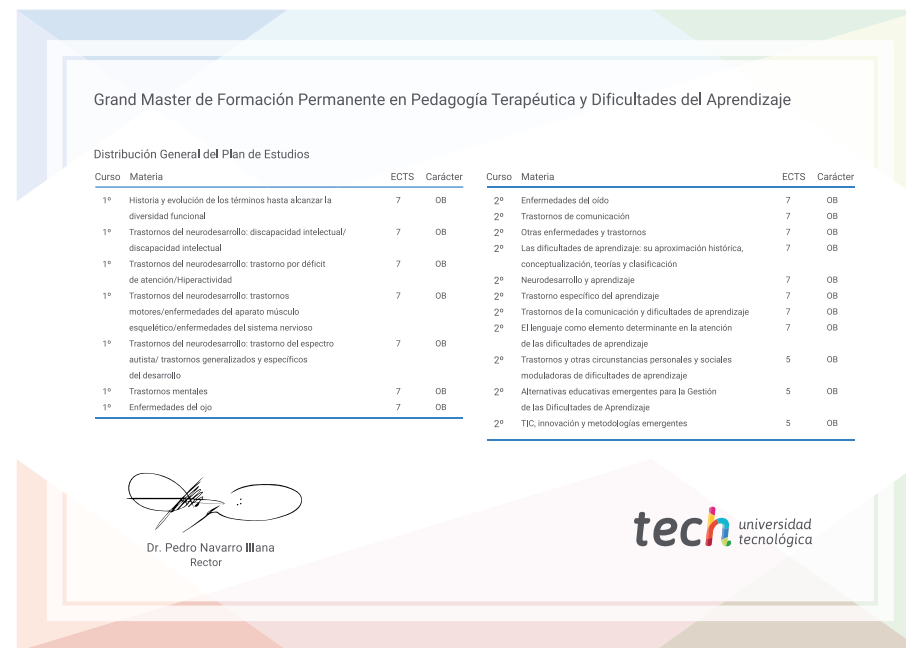 Grand Master de Formación Permanente en Pedagogía Terapéutica y Dificultades del Aprendizaje
Distribución General del Plan de Estudios
Curso Materia ECTS Carácter
1º Historia y evolución de los términos hasta alcanzar la 7 OB
diversidad funcional
1º Trastornos del neurodesarrollo: discapacidad intelectual/ 7 OB
discapacidad intelectual
1º Trastornos del neurodesarrollo: trastorno por déficit 7 OB
de atención/Hiperactividad
1º Trastornos del neurodesarrollo: trastornos 7 OB
motores/enfermedades del aparato músculo
esquelético/enfermedades del sistema nervioso
1º Trastornos del neurodesarrollo: trastorno del espectro 7 OB
autista/ trastornos generalizados y específicos
del desarrollo
1º Trastornos mentales 7 OB
1º Enfermedades del ojo 7 OB
Curso Materia ECTS Carácter
2º Enfermedades del oído 7 OB
2º Trastornos de comunicación 7 OB
2º Otras enfermedades y trastornos 7 OB
2º Las dificultades de aprendizaje: su aproximación histórica, 7 OB
conceptualización, teorías y clasificación
2º Neurodesarrollo y aprendizaje 7 OB
2º Trastorno específico del aprendizaje 7 OB
2º Trastornos de la comunicación y dificultades de aprendizaje 7 OB
2º El lenguaje como elemento determinante en la atención 7 OB
de las dificultades de aprendizaje
2º Trastornos y otras circunstancias personales y sociales 5 OB
moduladoras de dificultades de aprendizaje
2º Alternativas educativas emergentes para la Gestión 5 OB
de las Dificultades de Aprendizaje
2º TIC, innovación y metodologías emergentes 5 OB
Dr. Pedro Navarro Illana
Rector
tech universidad
tecnológica